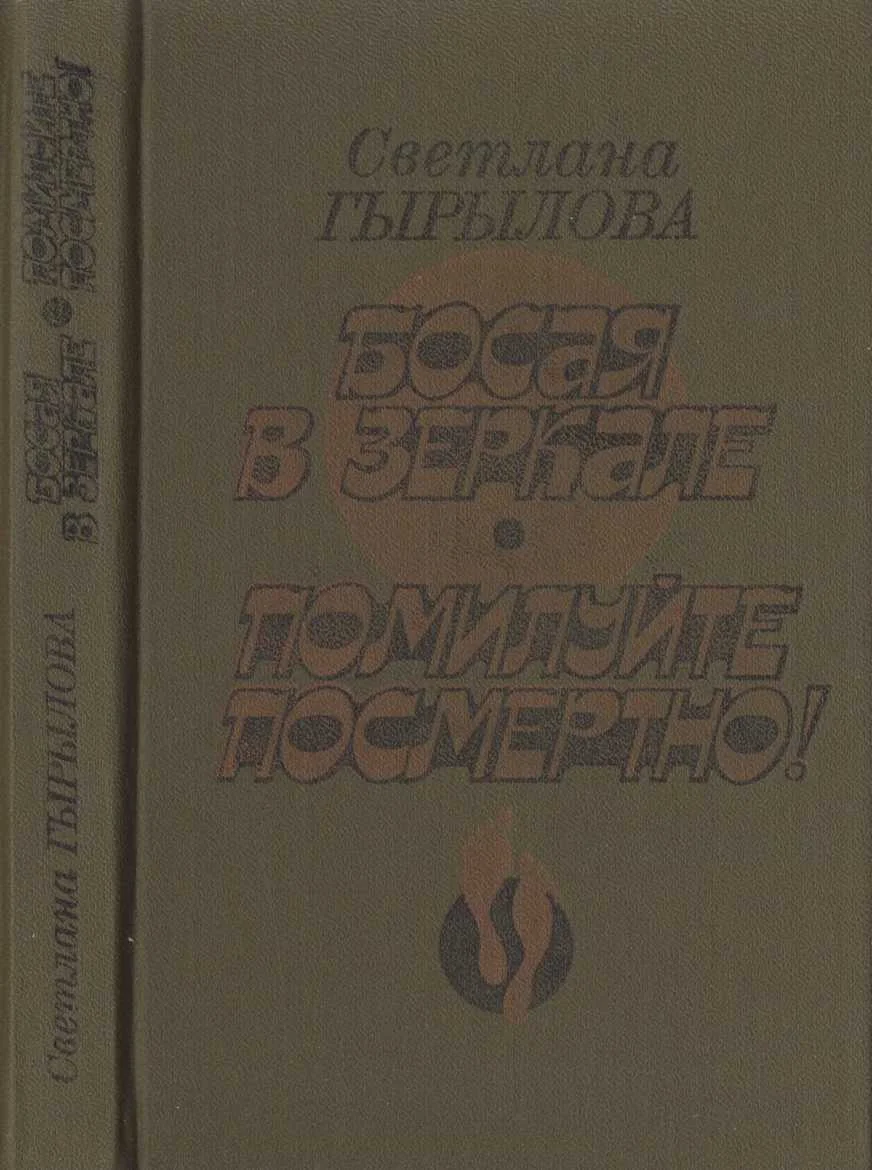 Светлана
ГЫРЫЛОВА
БОСАЯ
В ЗЕРКАЛЕ
•
ПОМИЛУЙТЕ
ПОСМЕРТНО!
Светлана ГЫРЫЛОВА
БОСАЯ
В ЗЕРКАЛЕ
•
ПОМИЛУЙТЕ
ПОСМЕРТНО!